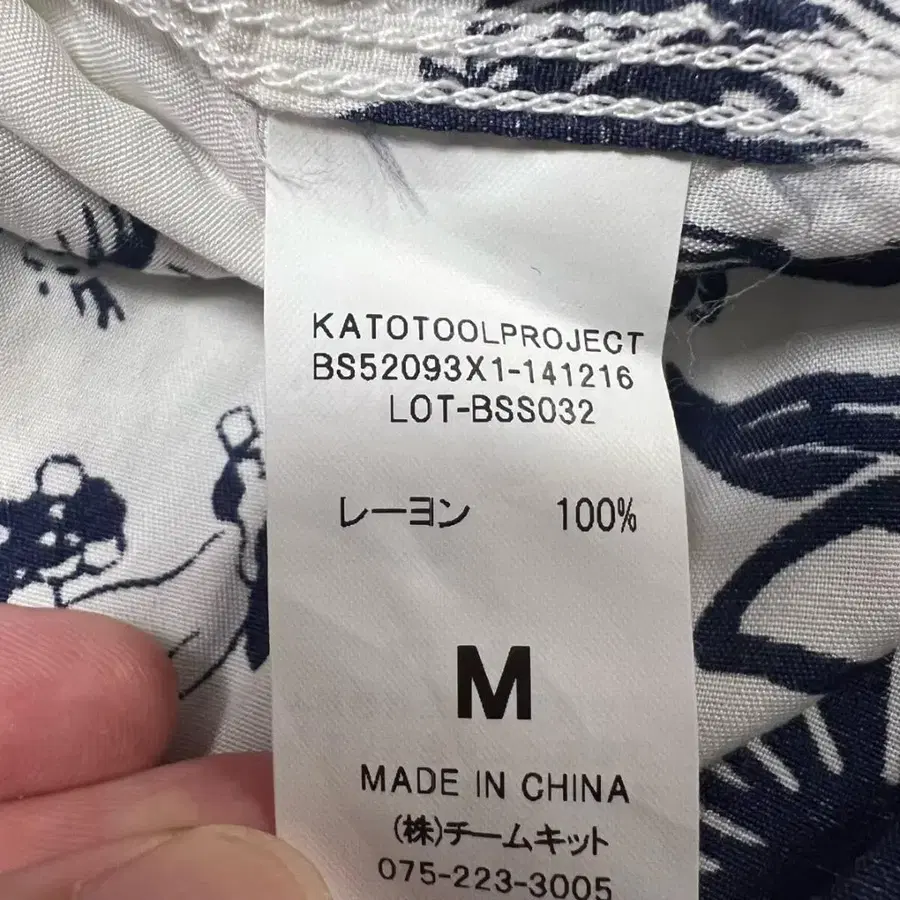 KATOTOOLPROJECT
BS52093X1-141216
LOT-BSS032
レーヨン 100%
M
MADE IN CHINA
(株)チームキット
075-223-3005